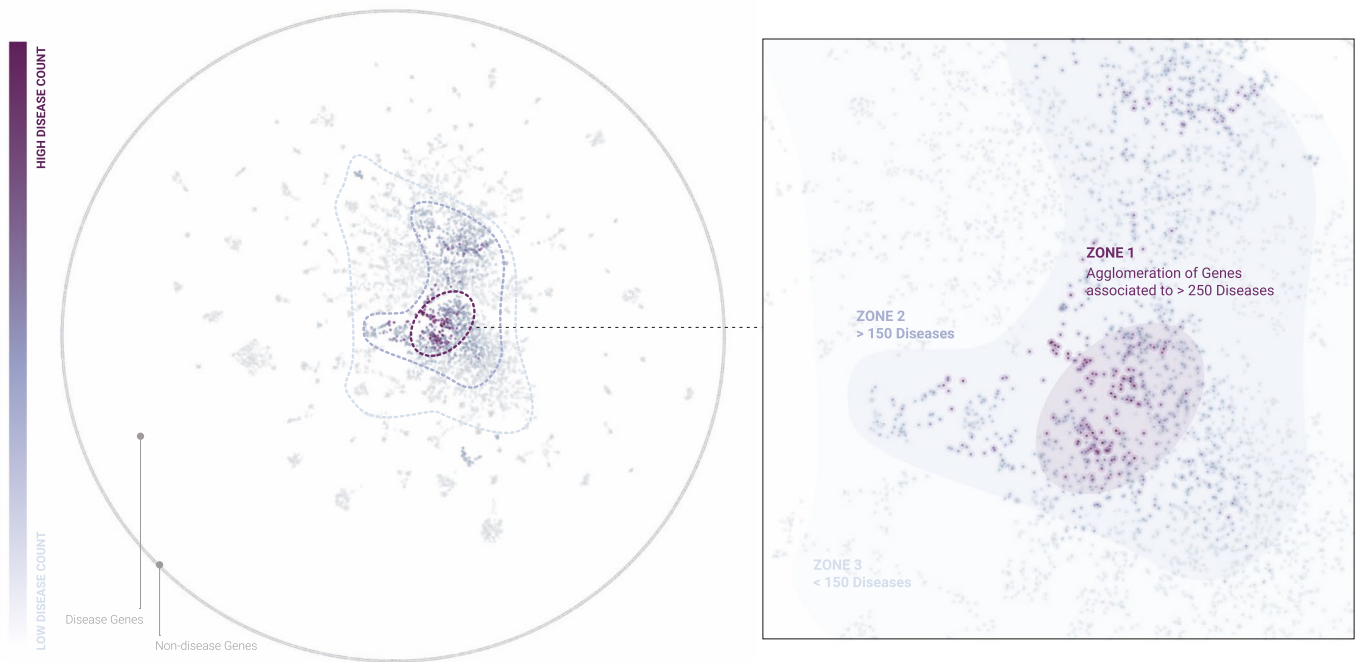 HIGH DISEASE COUNT
LOW DISEASE COUNT
Disease Genes
Non-disease Genes
ZONE 1
Agglomeration of Genes
associated to > 250 Diseases
ZONE 2
> 150 Diseases
ZONE 3
< 150 Diseases